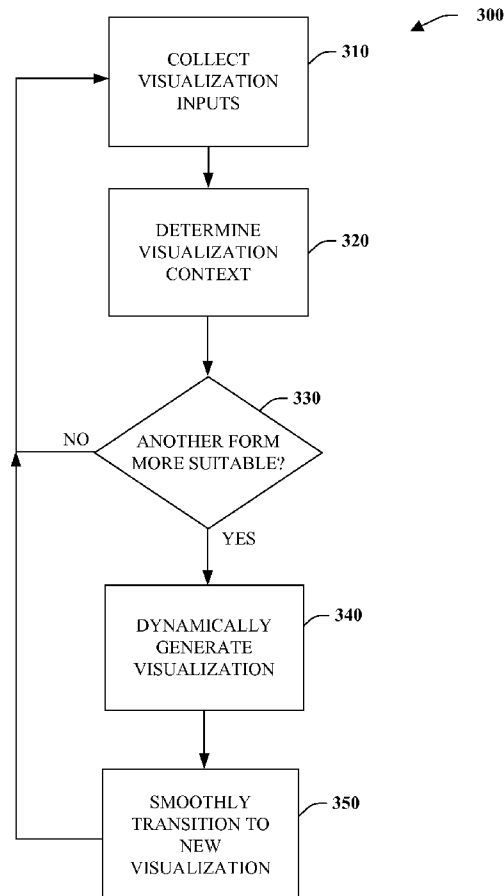 300
COLLECT
VISUALIZATION
INPUTS
310
DETERMINE
VISUALIZATION
CONTEXT
320
330
NO
ANOTHER FORM
MORE SUITABLE?
YES
DYNAMICALLY
GENERATE
VISUALIZATION
340
SMOOTHLY
TRANSITION TO
NEW
VISUALIZATION
350